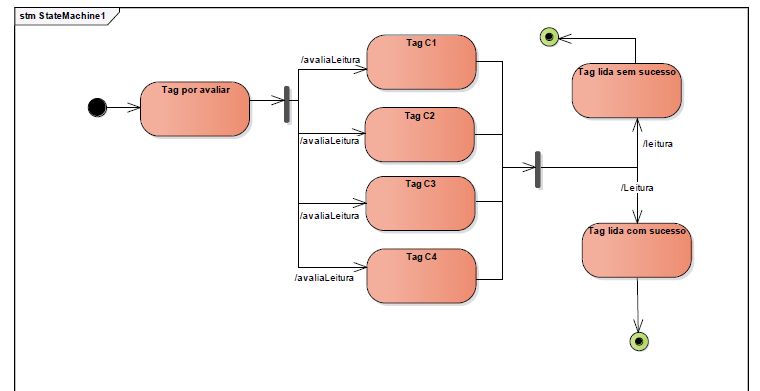 stm StateMachine1
Tag por avaliar
/avaliaLeitura
Tag C1
/avaliaLeitura
Tag C2
/avaliaLeitura
Tag C3
/avaliaLeitura
Tag C4
Tag lida sem sucesso
/leitura
/Leitura
Tag lida com sucesso